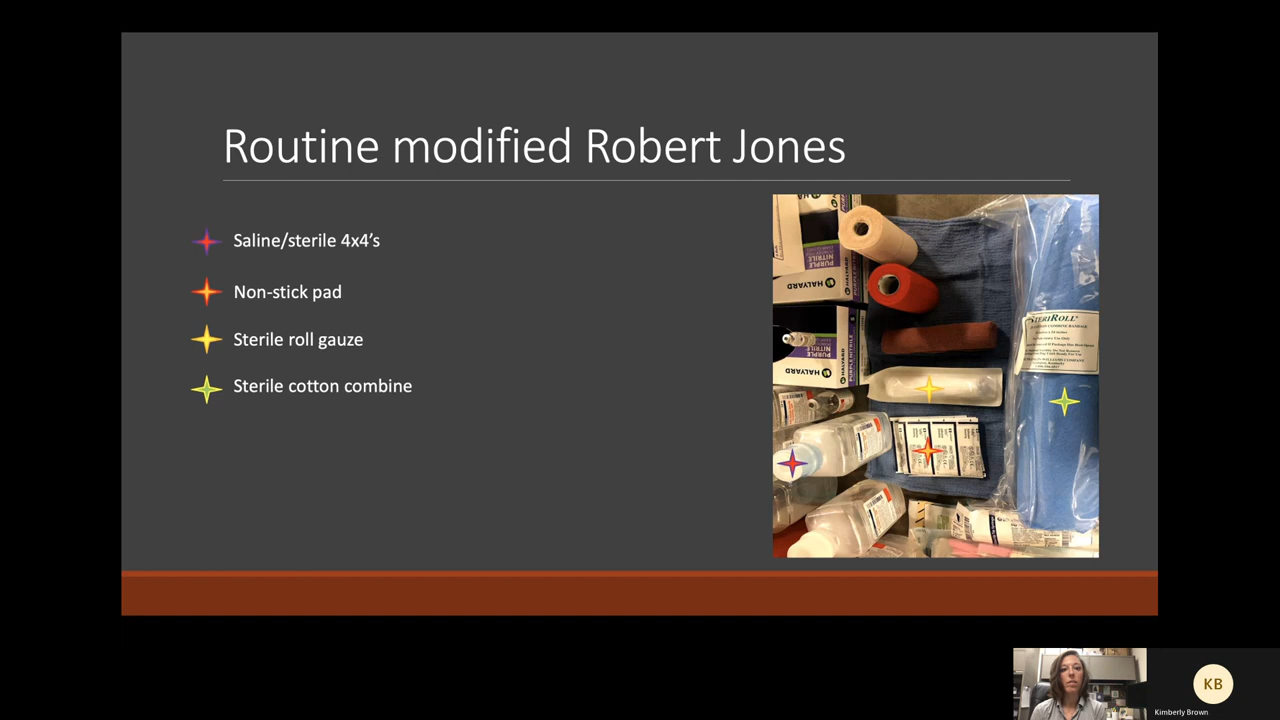 Routine modified Robert Jones
Saline/sterile 4x4's
Non-stick pad
Sterile roll gauze
Sterile cotton combine
HALYARD
PURPLE NITRILE
HALYARD
PURPLE NITRILE
STERIROLL
KB
Kimberly Brown